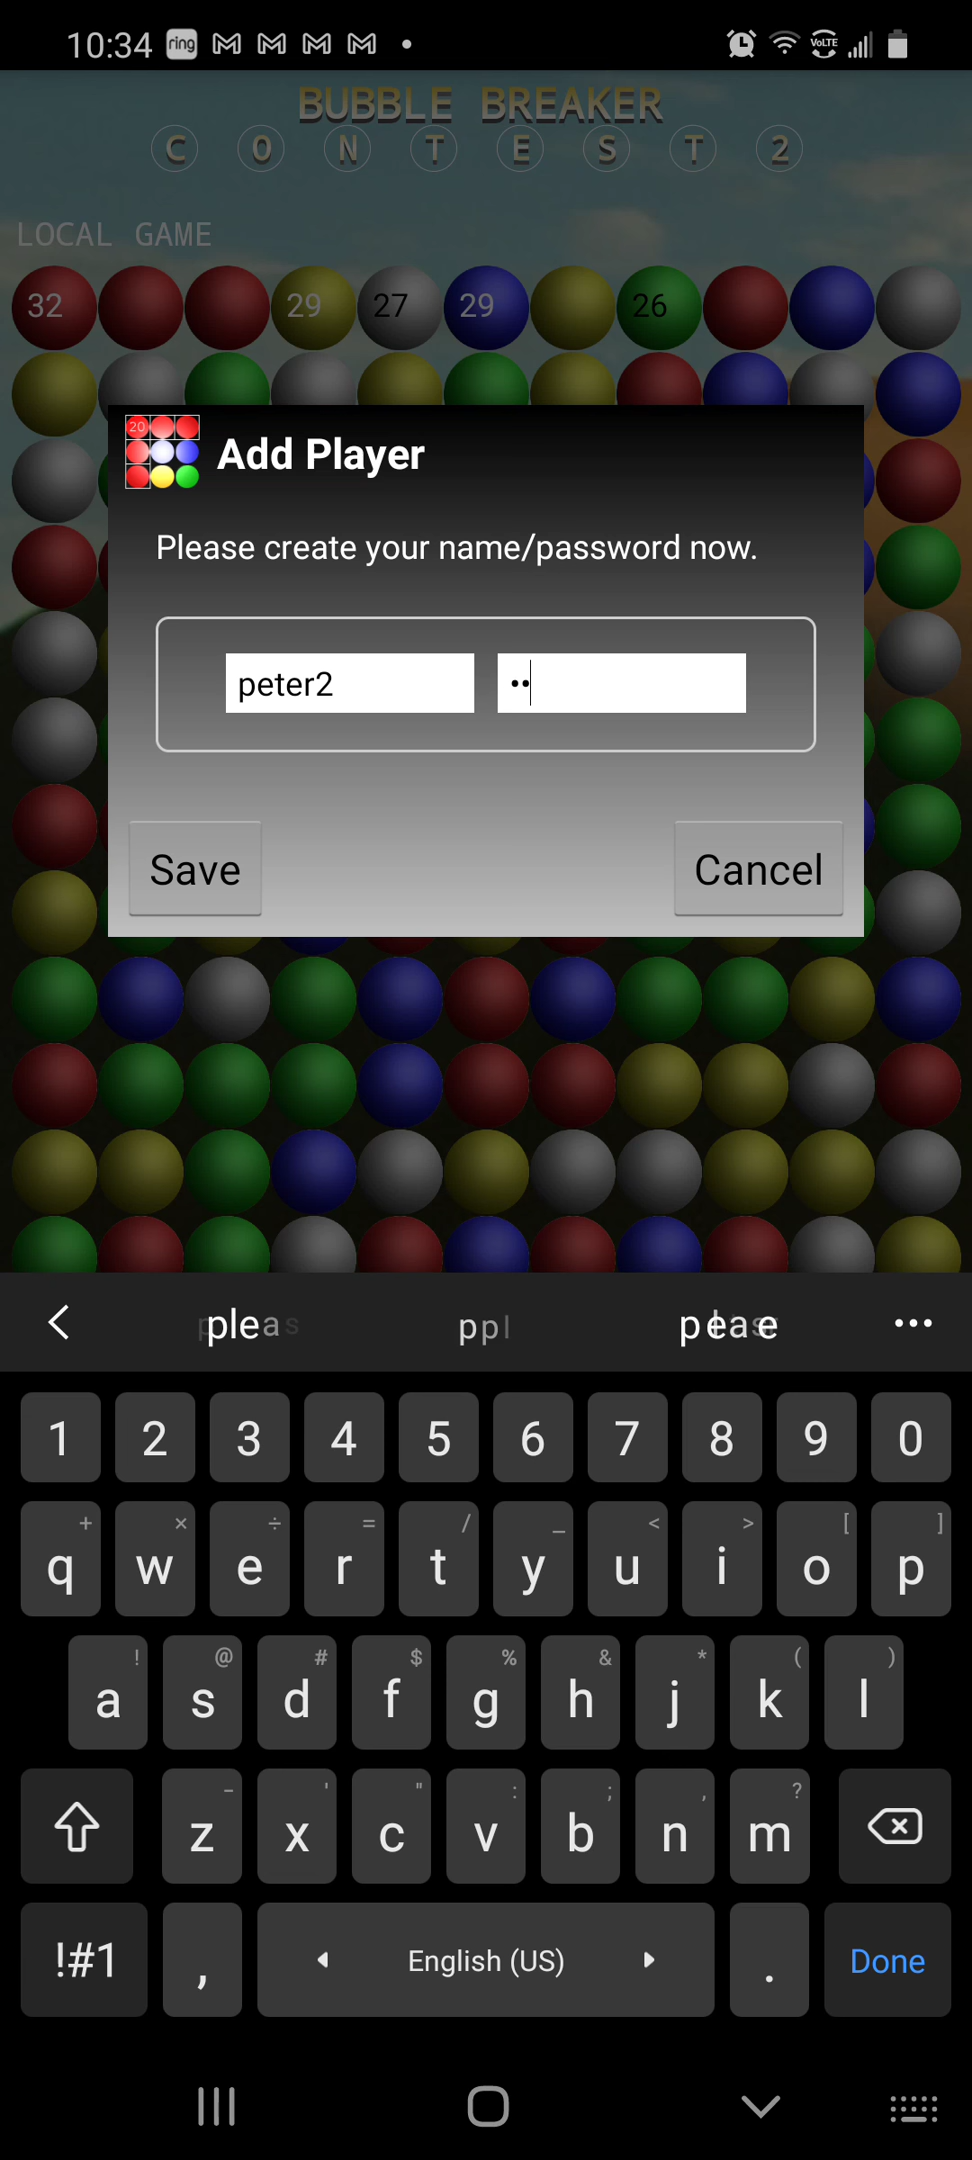 10:34 ring
BUBBLE BREAKER
C O N T E S T 2
LOCAL GAME
32 29 27 29 26
20 Add Player
Please create your name/password now.
peter2 ••
Save Cancel
1 2 3 4 5 6 7 8 9 0
+ × ÷ = / _ < > [ ]
q w e r t y u i o p
! @ # $ % & * ( )
a s d f g h j k l
- ' " : ; , ?
z x c v b n m
!#1 , English (US) . Done